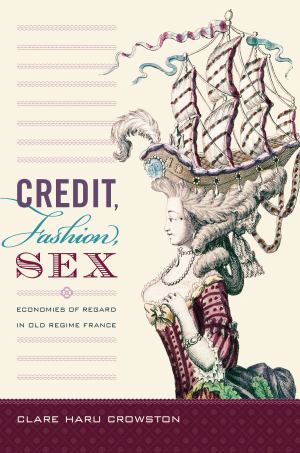 CREDIT,
Fashion,
SEX
ECONOMIES OF REGARD
IN OLD REGIME FRANCE
CLARE HARU CROWSTON